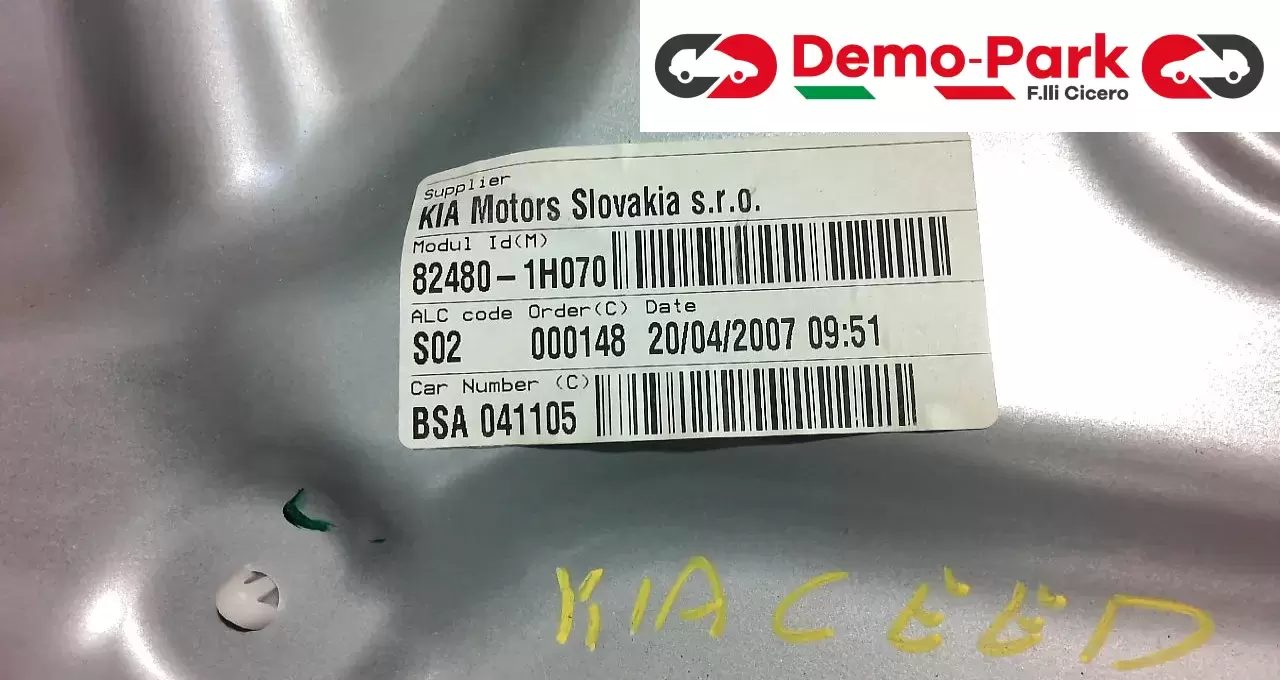 Demo-Park
F.lli Cicero
Supplier
KIA Motors Slovakia s.r.o.
Modul Id(M)
82480-1H070
ALC code Order(C) Date
S02 000148 20/04/2007 09:51
Car Number (C)
BSA 041105
KIA CEED